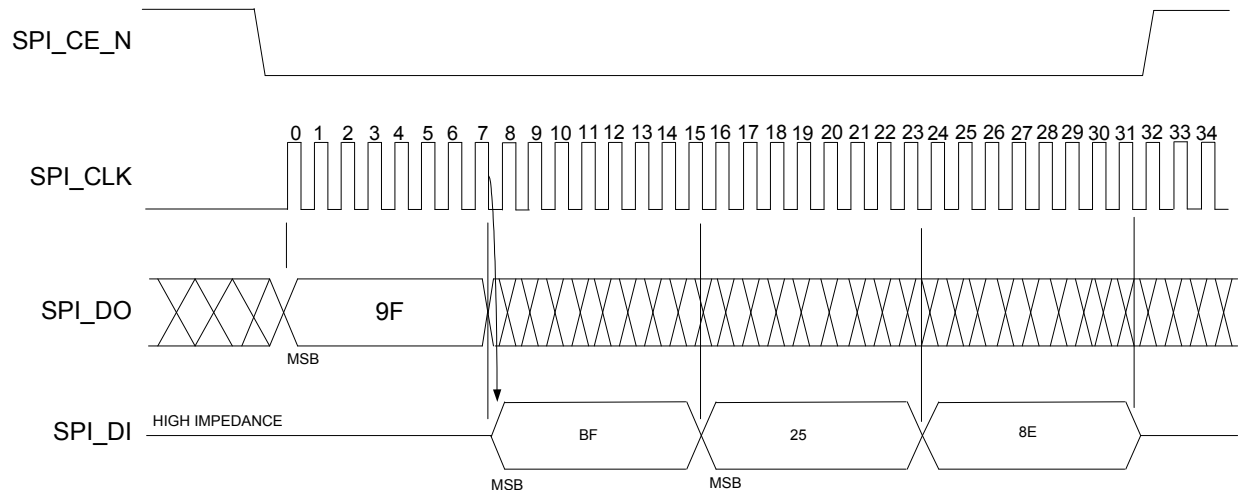 SPI_CE_N
0 1 2 3 4 5 6 7 8 9 10 11 12 13 14 15 16 17 18 19 20 21 22 23 24 25 26 27 28 29 30 31 32 33 34
SPI_CLK
SPI_DO
9F
MSB
SPI_DI
HIGH IMPEDANCE
BF
25
8E
MSB
MSB